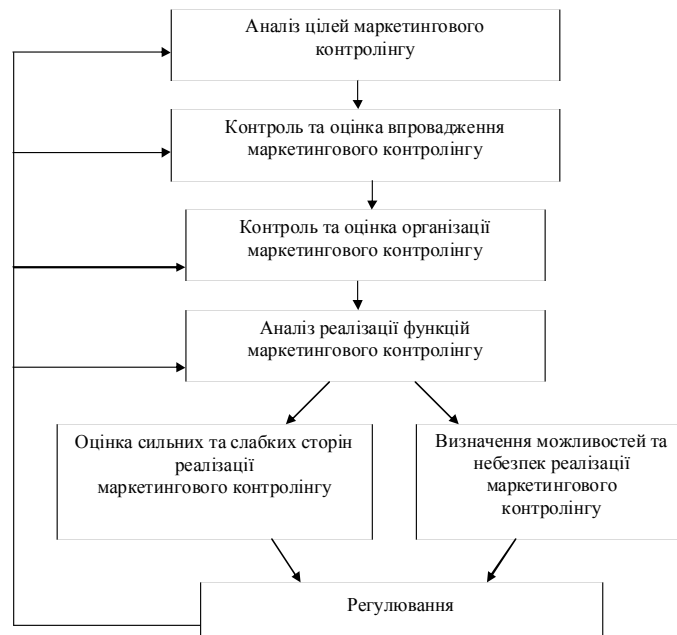 Аналіз цілей маркетингового
контролінгу
Контроль та оцінка впровадження
маркетингового контролінгу
Контроль та оцінка організації
маркетингового контролінгу
Аналіз реалізації функцій
маркетингового контролінгу
Оцінка сильних та слабких сторін
реалізації
маркетингового контролінгу
Визначення можливостей та
небезпек реалізації
маркетингового
контролінгу
Регулювання